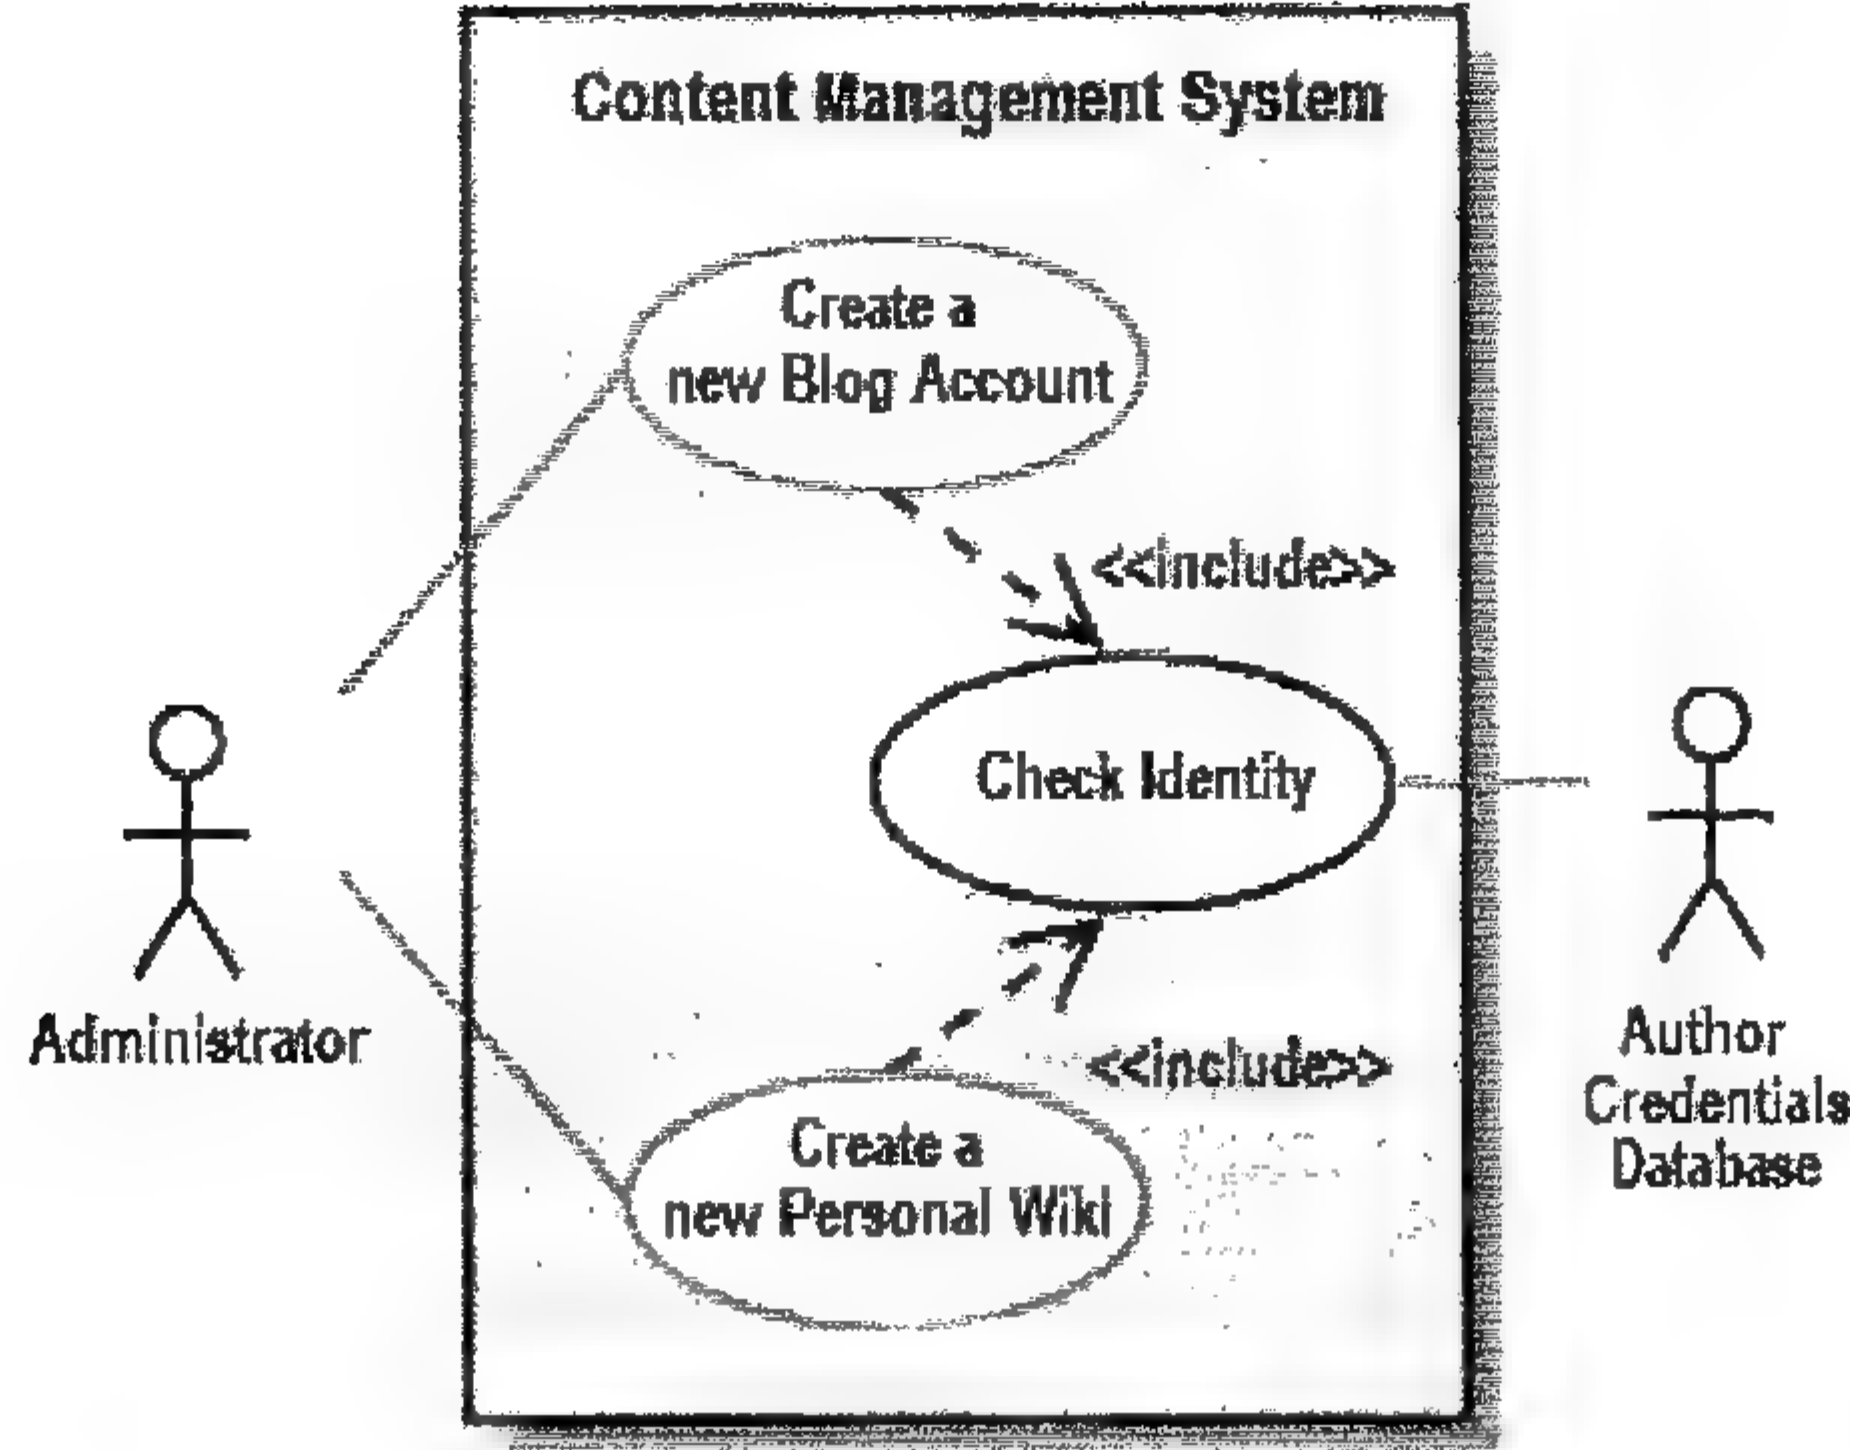 Content Management System
Create a
new Blog Account
<<include>>
Check Identity
Administrator
Author
Credentials
Database
<<include>>
Create a
new Personal Wiki